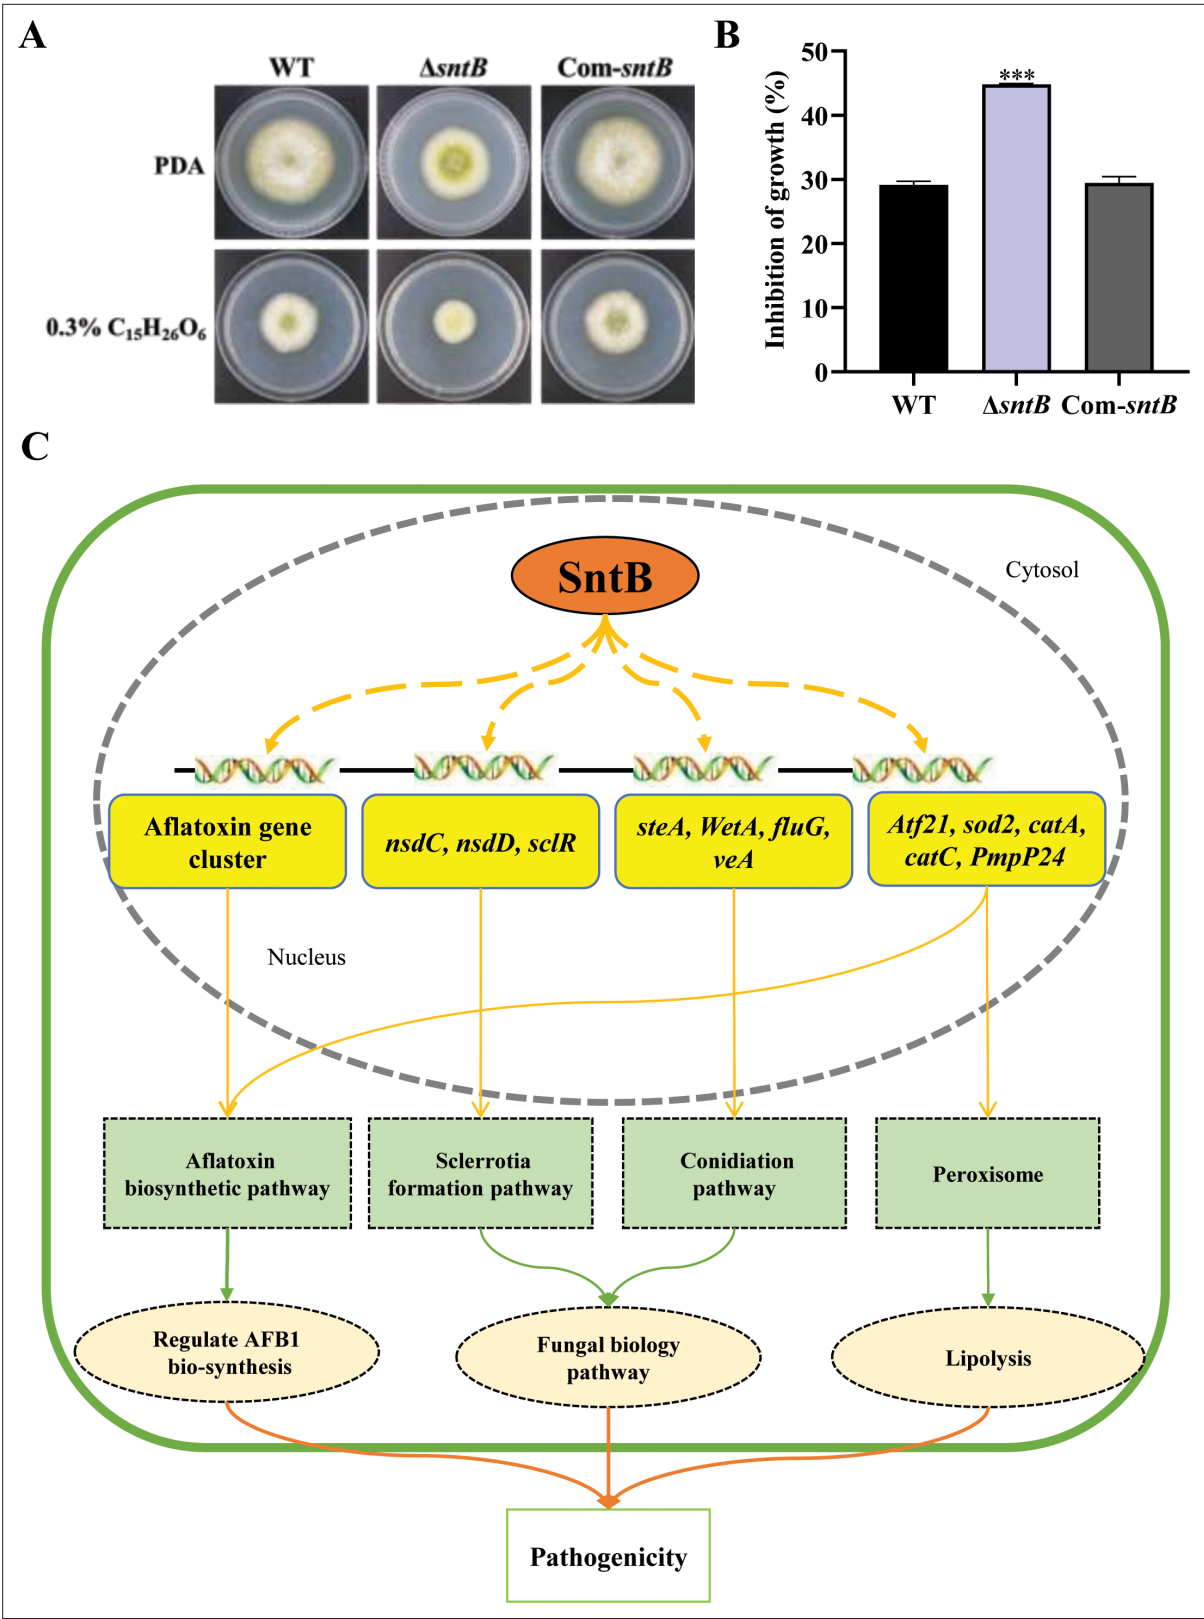 A
WT
ΔsntB
Com-sntB
PDA
0.3% C₁₅H₂₆O₆
B
Inhibition of growth (%)
50
40
30
20
10
0
***
WT
ΔsntB
Com-sntB
C
SntB
Cytosol
Aflatoxin gene
cluster
nsdC, nsdD, sclR
steA, WetA, fluG,
veA
Atf21, sod2, catA,
catC, PmpP24
Nucleus
Aflatoxin
biosynthetic pathway
Sclerrotia
formation pathway
Conidiation
pathway
Peroxisome
Regulate AFB1
bio-synthesis
Fungal biology
pathway
Lipolysis
Pathogenicity